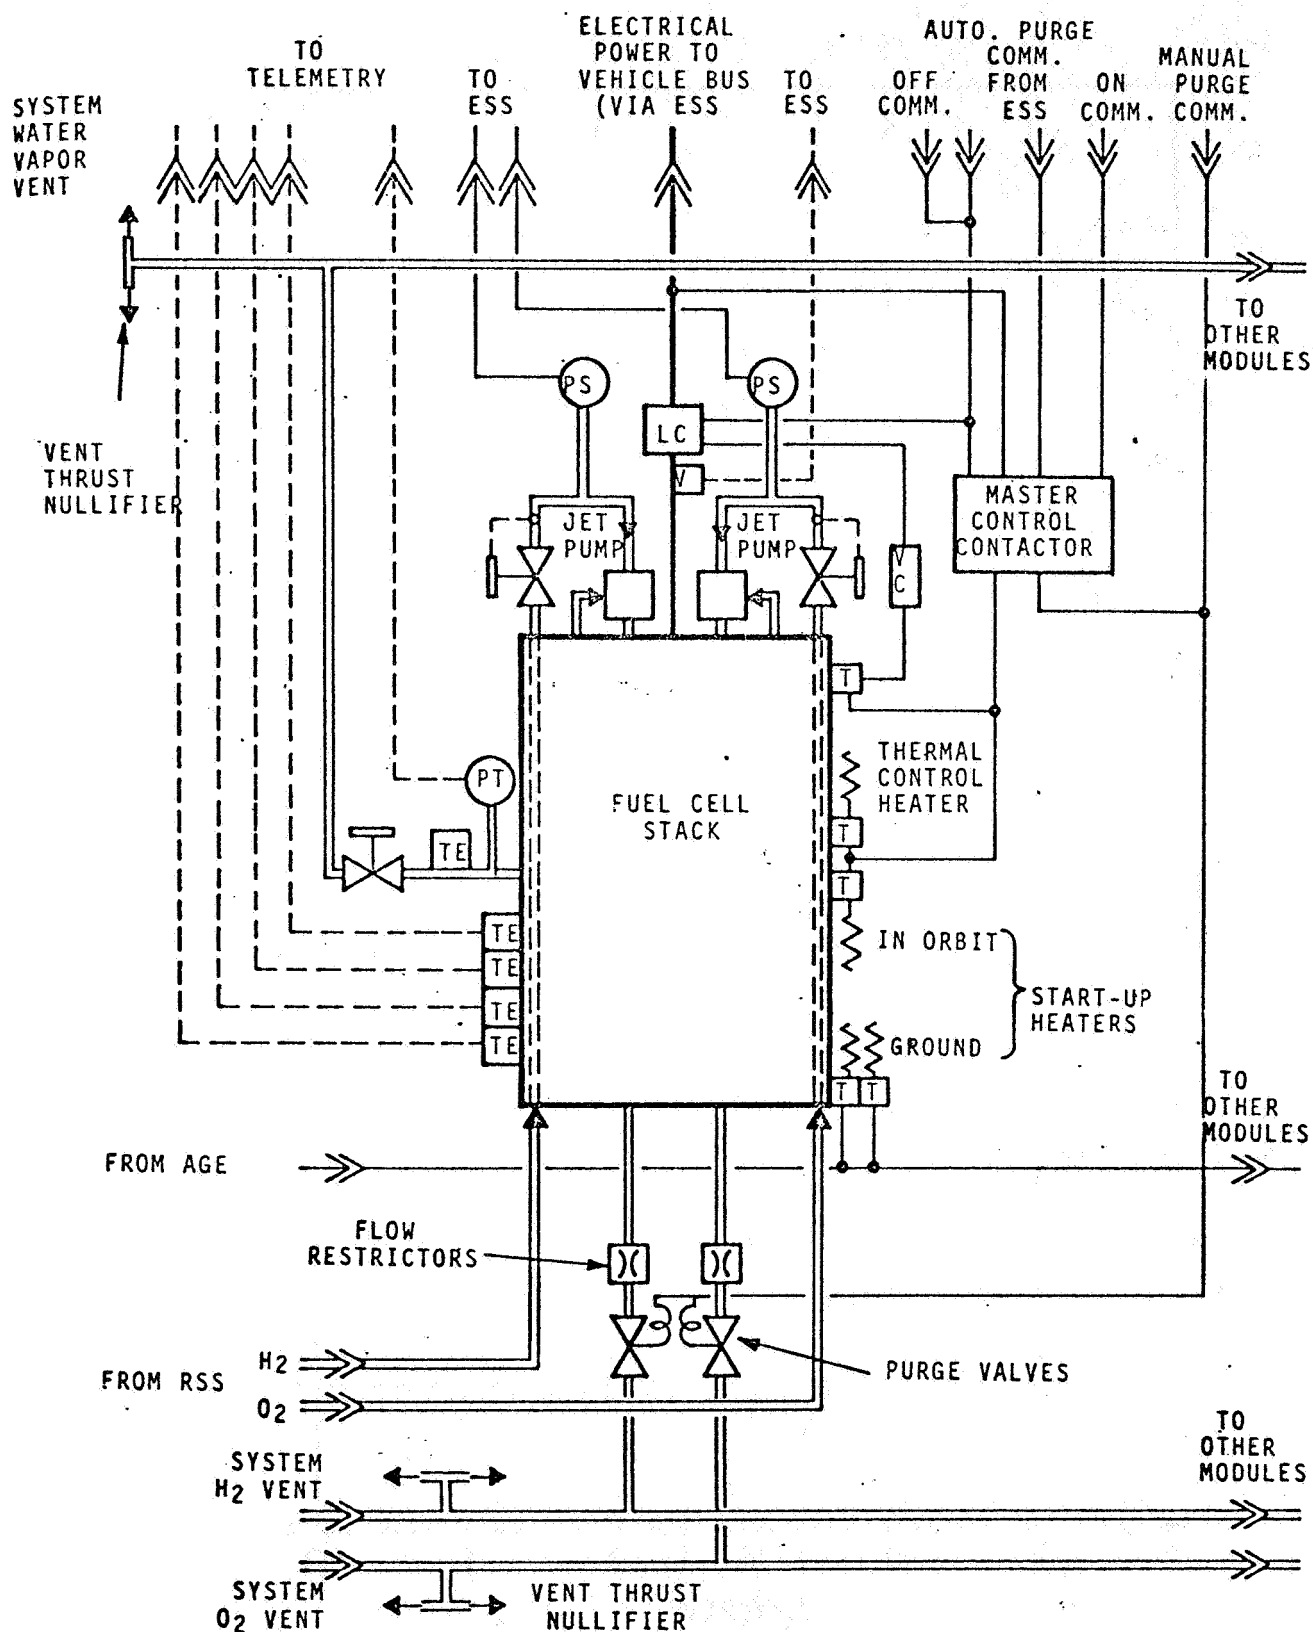 SYSTEM
WATER
VAPOR
VENT
TO
TELEMETRY
TO
ESS
ELECTRICAL
POWER TO
VEHICLE BUS
(VIA ESS
TO
ESS
AUTO. PURGE
COMM.
FROM
ESS
OFF
COMM.
ON
COMM.
MANUAL
PURGE
COMM.
TO
OTHER
MODULES
VENT
THRUST
NULLIFIER
PS
PS
LC
V
JET
PUMP
JET
PUMP
MASTER
CONTROL
CONTACTOR
V
C
T
PT
THERMAL
CONTROL
HEATER
FUEL CELL
STACK
T
TE
T
TE
IN ORBIT
TE
START-UP
HEATERS
TE
TE
GROUND
T
T
TO
OTHER
MODULES
FROM AGE
FLOW
RESTRICTORS
H2
FROM RSS
O2
PURGE VALVES
TO
OTHER
MODULES
SYSTEM
H2 VENT
SYSTEM
O2 VENT
VENT THRUST
NULLIFIER